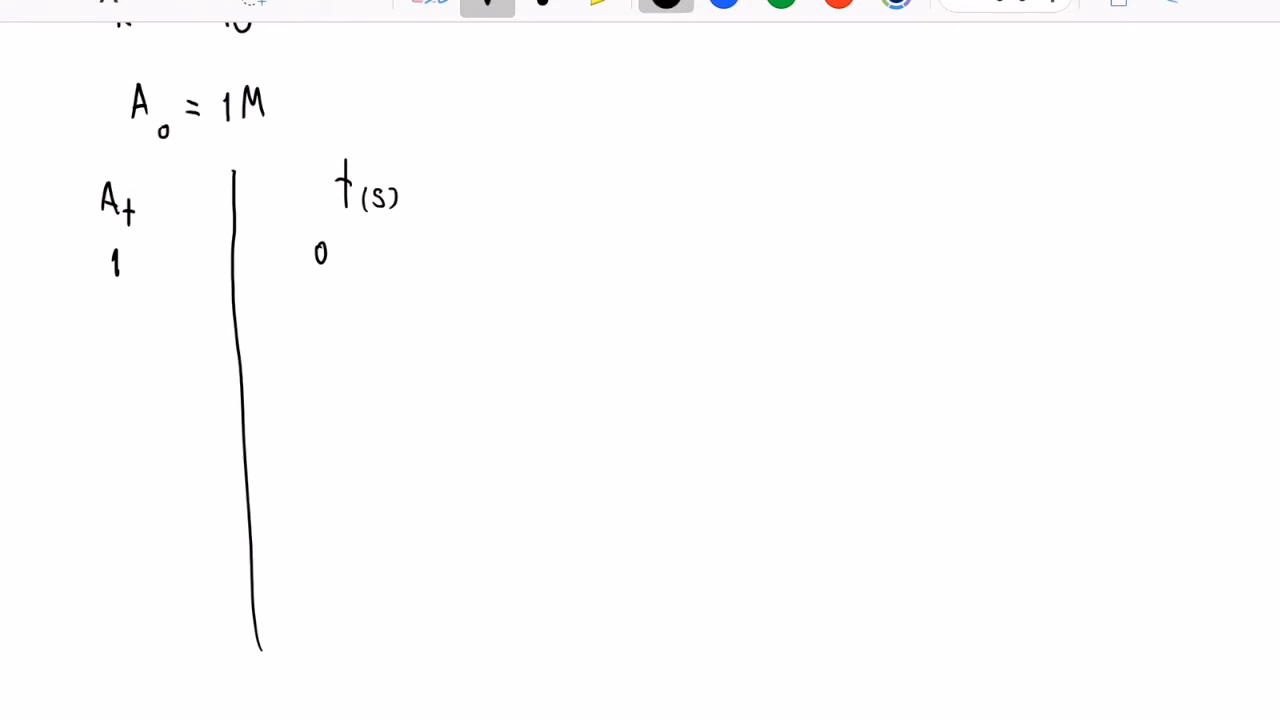 A₀ = 1M
Aₜ t(s)
1 0